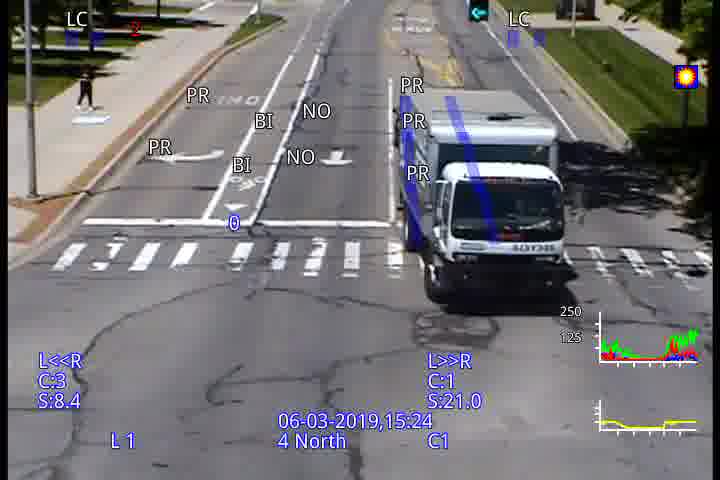 LC
2
LC
PR
PR
BI
NO
PR
PR
NO
BI
PR
0
250
125
L<<R
C:3
S:8.4
L>>R
C:1
S:21.0
06-03-2019,15:24
L 1
4 North
C1